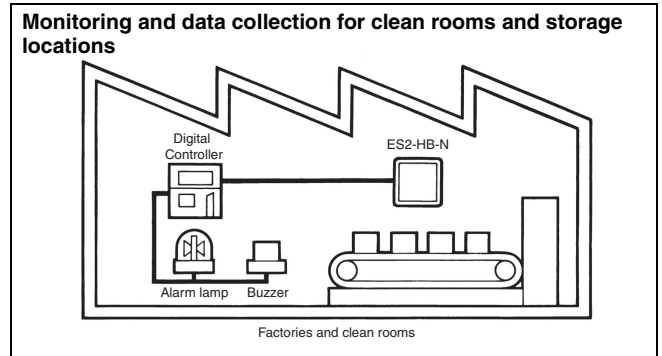 Monitoring and data collection for clean rooms and storage
locations
Digital
Controller
ES2-HB-N
Alarm lamp
Buzzer
Factories and clean rooms